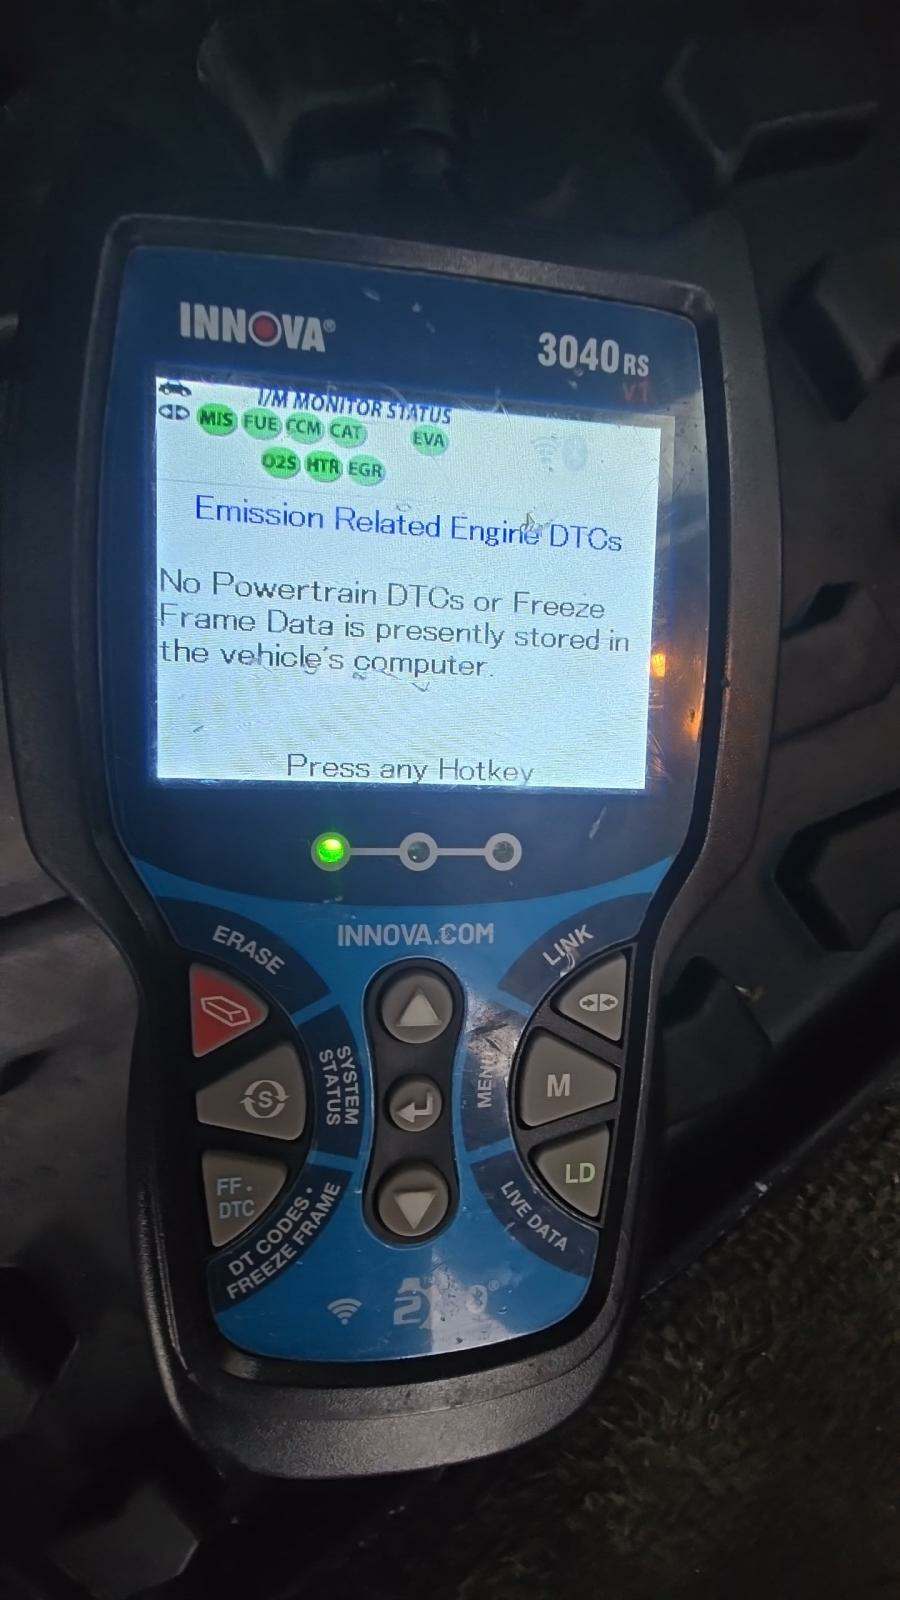 INNOVA®
3040RS
v1
I/M MONITOR STATUS
MIS FUE CCM CAT EVA
O2S HTR EGR
Emission Related Engine DTCs
No Powertrain DTCs or Freeze
Frame Data is presently stored in
the vehicle's computer.
Press any Hotkey
INNOVA.COM
ERASE
LINK
S
SYSTEM
STATUS
MENU
M
FF·
DTC
DT CODES·
FREEZE FRAME
LD
LIVE DATA